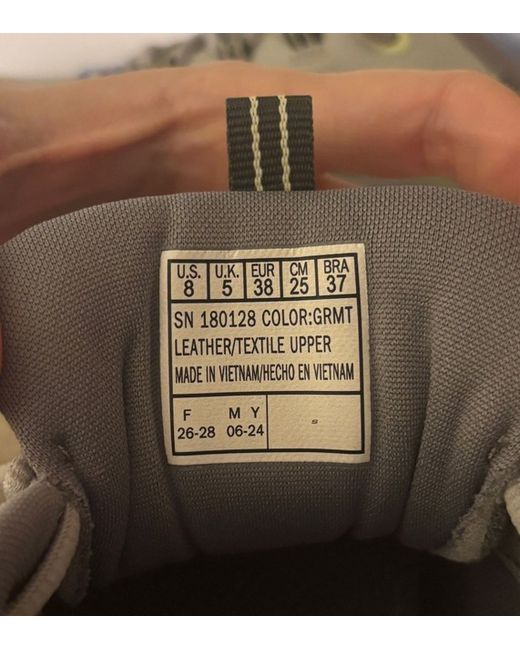 U.S. U.K. EUR CM BRA
8 5 38 25 37
SN 180128 COLOR:GRMT
LEATHER/TEXTILE UPPER
MADE IN VIETNAM/HECHO EN VIETNAM
F M Y
26-28 06-24
s